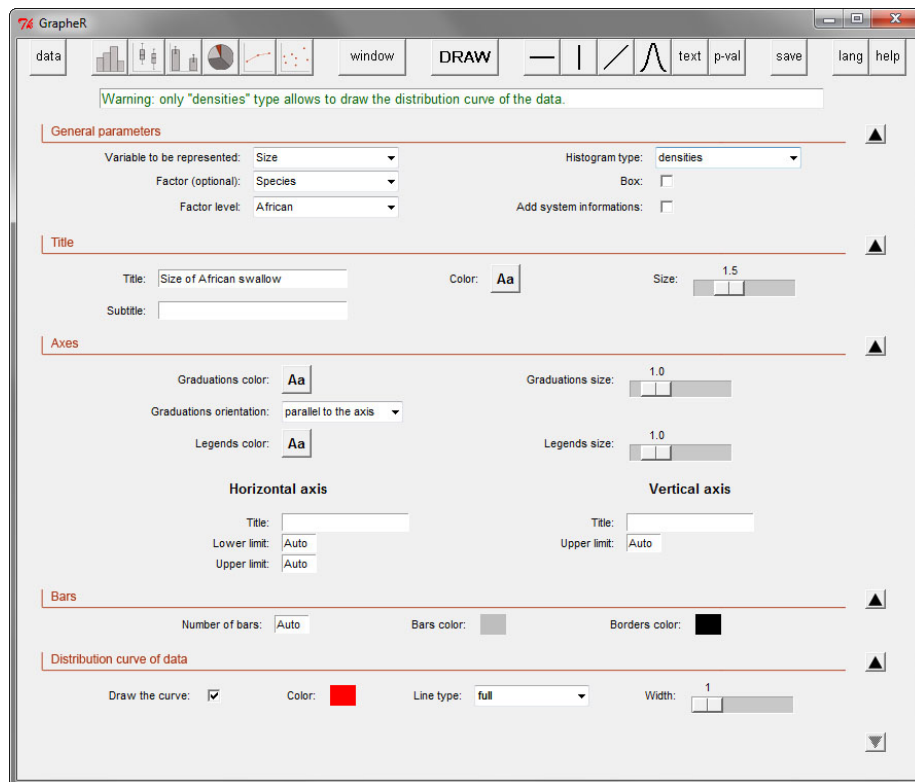 GrapheR
data window DRAW text p-val save lang help
Warning: only "densities" type allows to draw the distribution curve of the data.
General parameters
Variable to be represented: Size Histogram type: densities
Factor (optional): Species Box:
Factor level: African Add system informations:
Title
Title: Size of African swallow Color: Aa Size: 1.5
Subtitle:
Axes
Graduations color: Aa Graduations size: 1.0
Graduations orientation: parallel to the axis
Legends color: Aa Legends size: 1.0
Horizontal axis Vertical axis
Title: Title:
Lower limit: Auto Upper limit: Auto
Upper limit: Auto
Bars
Number of bars: Auto Bars color: Borders color:
Distribution curve of data
Draw the curve: Color: Line type: full Width: 1